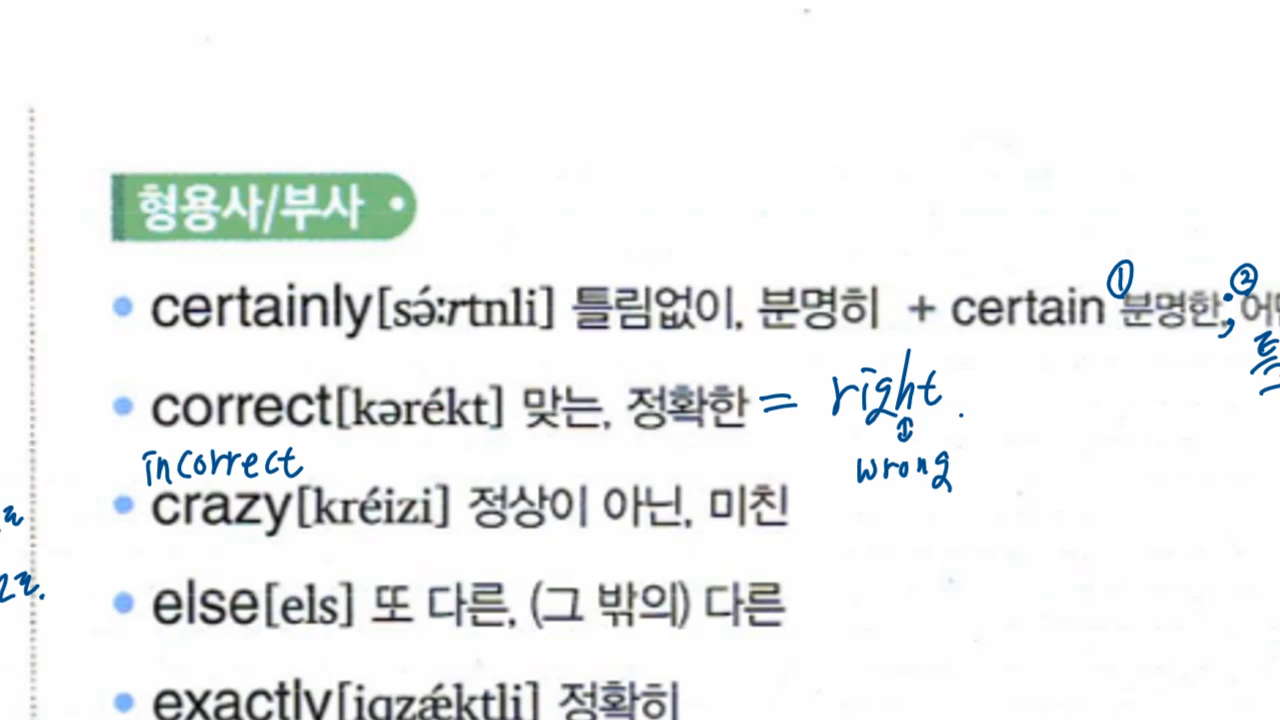 형용사/부사
① ②
certainly[sə́ːrtnli] 틀림없이, 분명히 + certain 분명한;
correct[kərékt] 맞는, 정확한 = right.
↕
incorrect wrong
crazy[kréizi] 정상이 아닌, 미친
else[els] 또 다른, (그 밖의) 다른
exactly[iɡzǽktli] 정확히